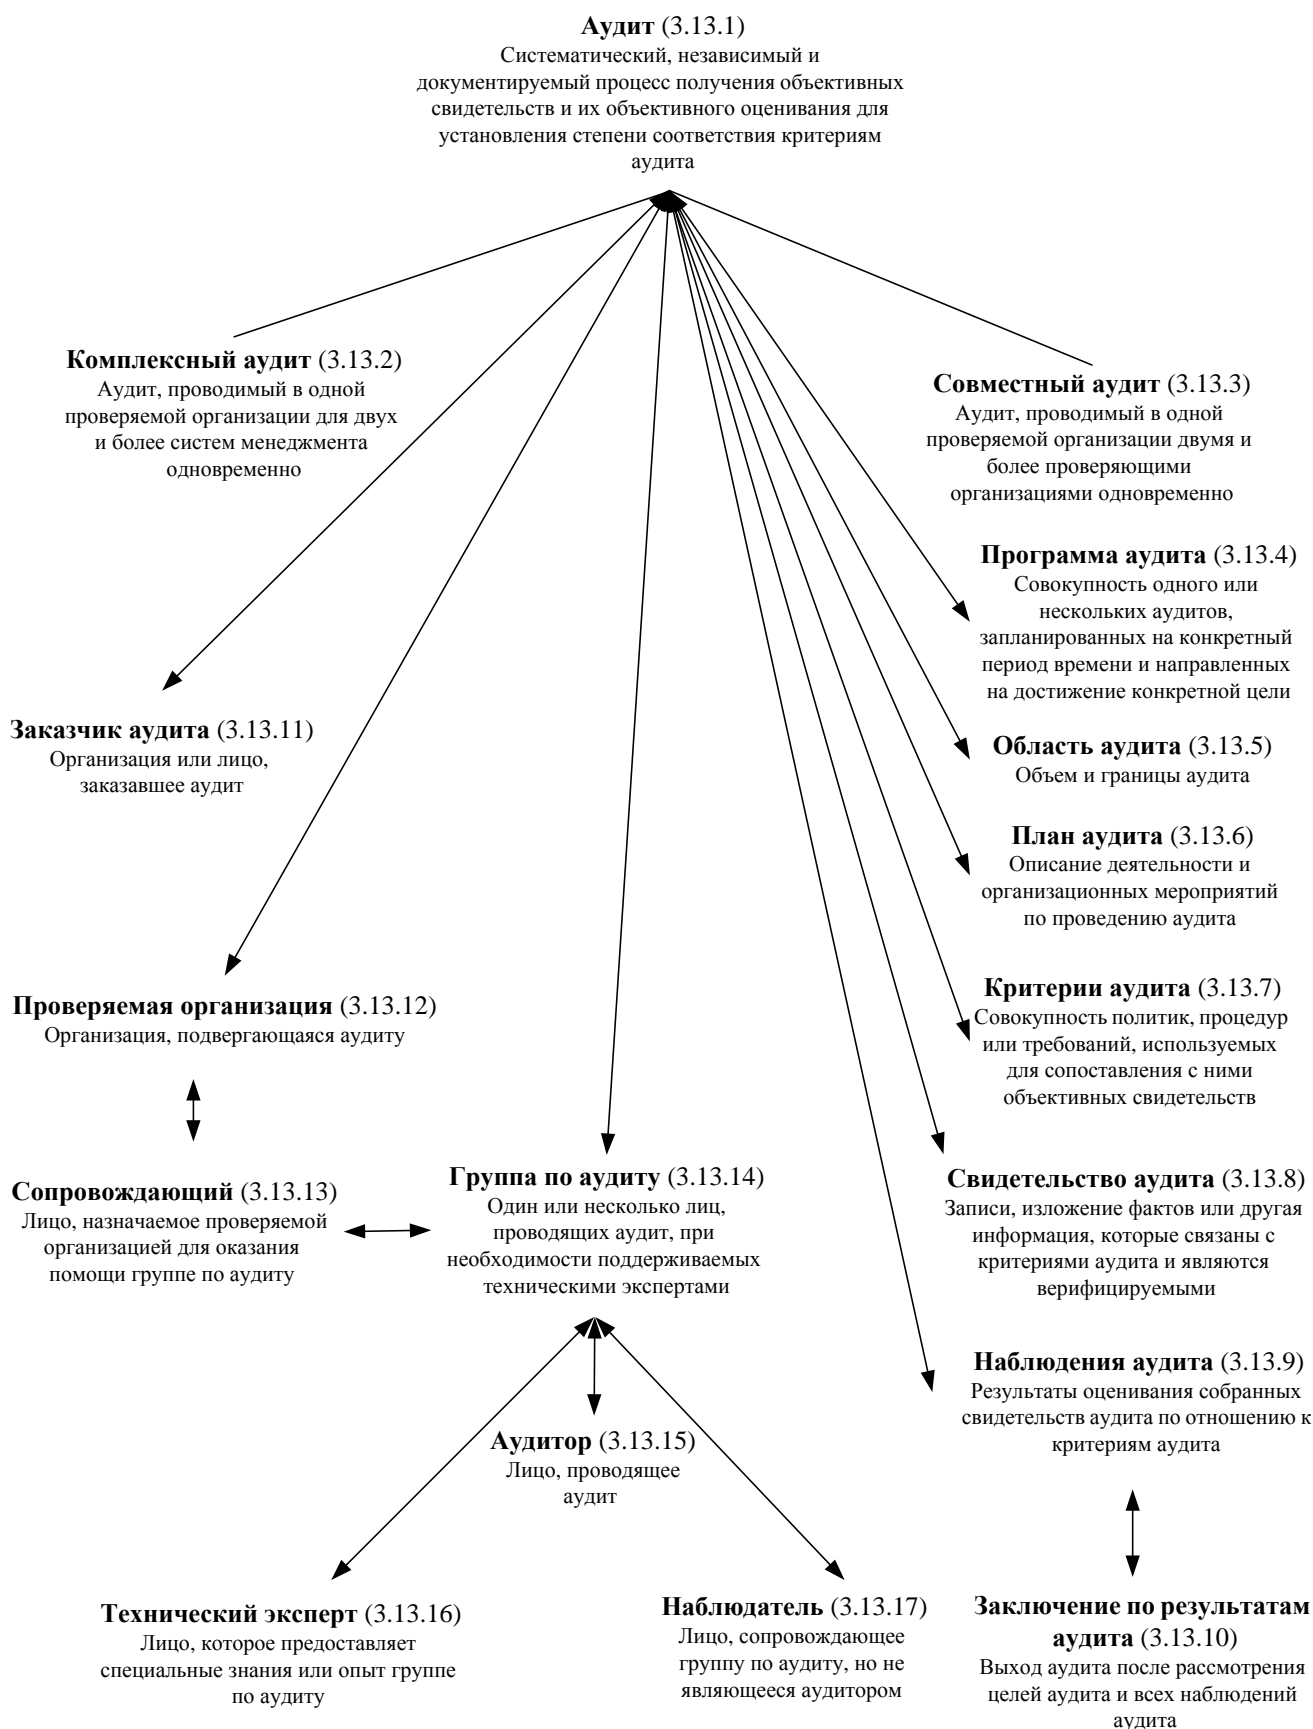 Аудит (3.13.1)
Систематический, независимый и
документируемый процесс получения объективных
свидетельств и их объективного оценивания для
установления степени соответствия критериям
аудита
Комплексный аудит (3.13.2)
Аудит, проводимый в одной
проверяемой организации для двух
и более систем менеджмента
одновременно
Совместный аудит (3.13.3)
Аудит, проводимый в одной
проверяемой организации двумя и
более проверяющими
организациями одновременно
Программа аудита (3.13.4)
Совокупность одного или
нескольких аудитов,
запланированных на конкретный
период времени и направленных
на достижение конкретной цели
Заказчик аудита (3.13.11)
Организация или лицо,
заказавшее аудит
Область аудита (3.13.5)
Объем и границы аудита
План аудита (3.13.6)
Описание деятельности и
организационных мероприятий
по проведению аудита
Проверяемая организация (3.13.12)
Организация, подвергающаяся аудиту
Критерии аудита (3.13.7)
Совокупность политик, процедур
или требований, используемых
для сопоставления с ними
объективных свидетельств
Сопровождающий (3.13.13)
Лицо, назначаемое проверяемой
организацией для оказания
помощи группе по аудиту
Группа по аудиту (3.13.14)
Один или несколько лиц,
проводящих аудит, при
необходимости поддерживаемых
техническими экспертами
Свидетельство аудита (3.13.8)
Записи, изложение фактов или другая
информация, которые связаны с
критериями аудита и являются
верифицируемыми
Наблюдения аудита (3.13.9)
Результаты оценивания собранных
свидетельств аудита по отношению к
критериям аудита
Аудитор (3.13.15)
Лицо, проводящее
аудит
Технический эксперт (3.13.16)
Лицо, которое предоставляет
специальные знания или опыт группе
по аудиту
Наблюдатель (3.13.17)
Лицо, сопровождающее
группу по аудиту, но не
являющееся аудитором
Заключение по результатам
аудита (3.13.10)
Выход аудита после рассмотрения
целей аудита и всех наблюдений
аудита